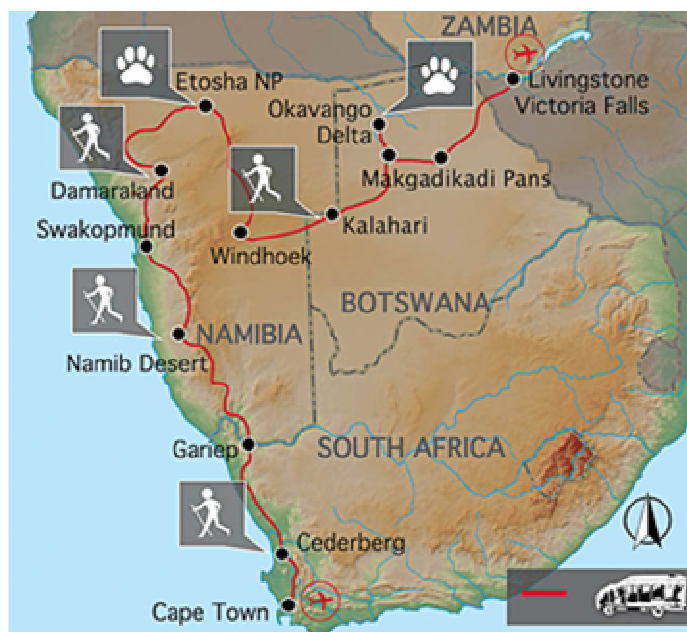 ZAMBIA
Etosha NP
Livingstone
Victoria Falls
Okavango
Delta
Makgadikadi Pans
Damaraland
Swakopmund
Kalahari
Windhoek
BOTSWANA
NAMIBIA
Namib Desert
Gariep
SOUTH AFRICA
Cederberg
Cape Town